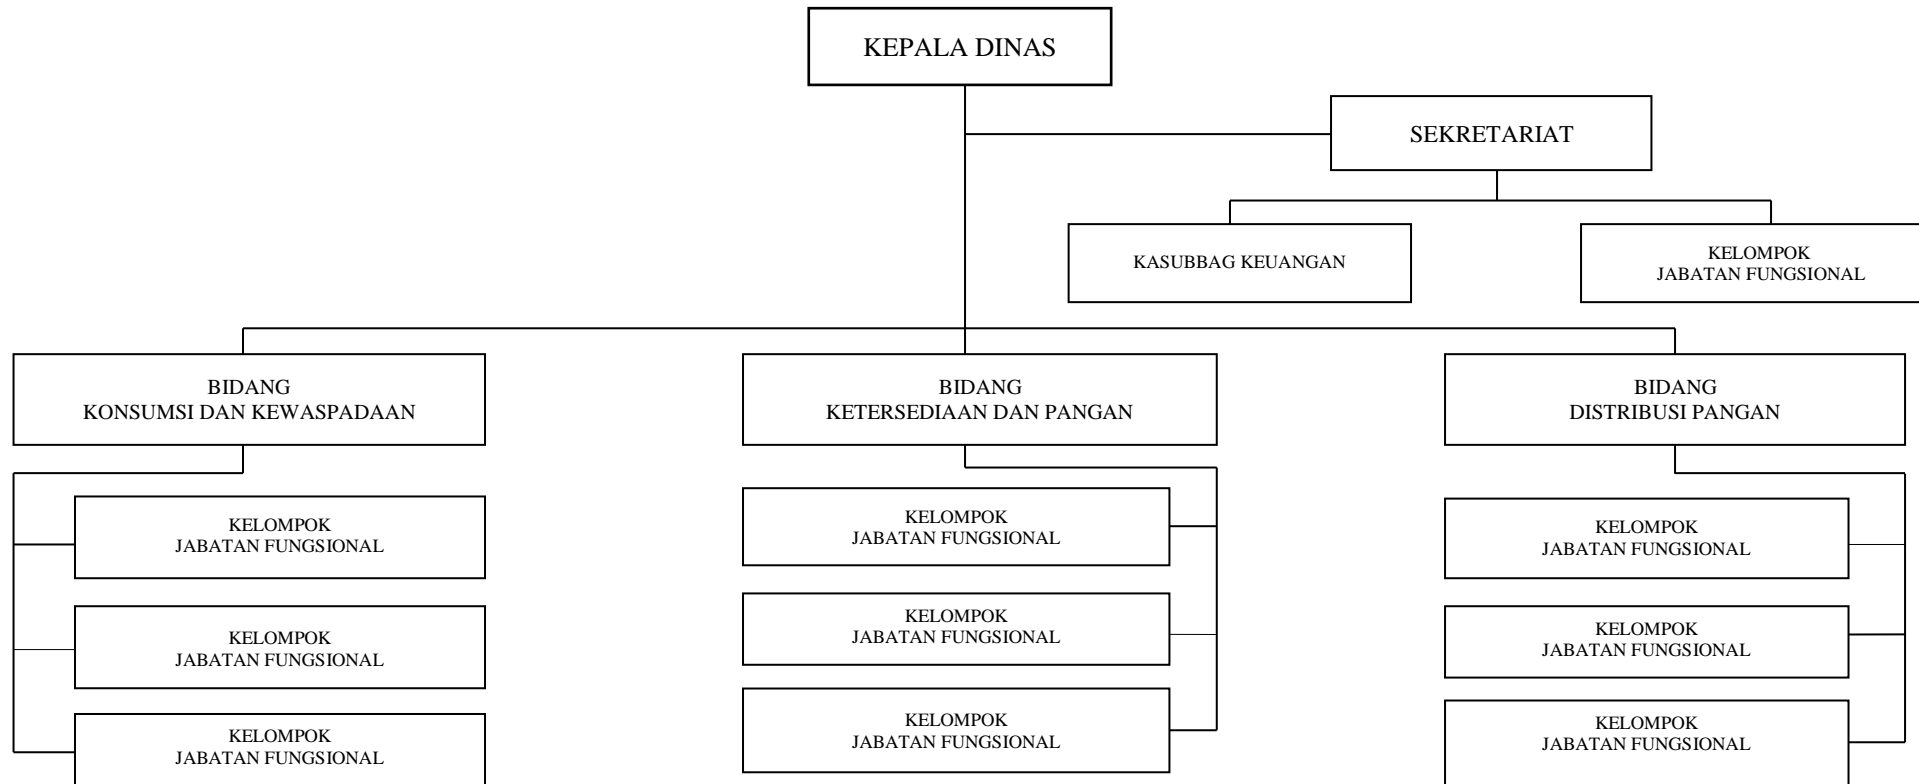 KEPALA DINAS
SEKRETARIAT
KASUBBAG KEUANGAN
KELOMPOK
JABATAN FUNGSIONAL
BIDANG
KONSUMSI DAN KEWASPADAAN
BIDANG
KETERSEDIAAN DAN PANGAN
BIDANG
DISTRIBUSI PANGAN
KELOMPOK
JABATAN FUNGSIONAL
KELOMPOK
JABATAN FUNGSIONAL
KELOMPOK
JABATAN FUNGSIONAL
KELOMPOK
JABATAN FUNGSIONAL
KELOMPOK
JABATAN FUNGSIONAL
KELOMPOK
JABATAN FUNGSIONAL
KELOMPOK
JABATAN FUNGSIONAL
KELOMPOK
JABATAN FUNGSIONAL
KELOMPOK
JABATAN FUNGSIONAL